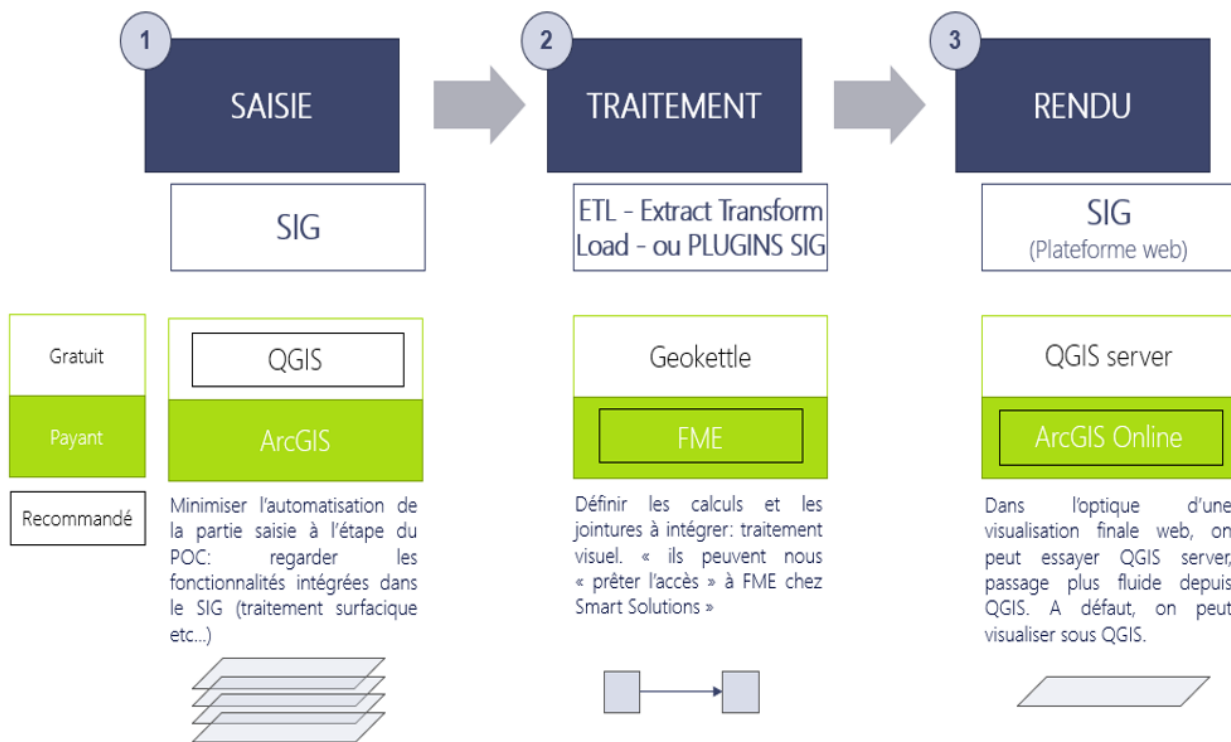 1
SAISIE
2
TRAITEMENT
3
RENDU
SIG
ETL - Extract Transform
Load - ou PLUGINS SIG
SIG
(Plateforme web)
Gratuit
Payant
Recommandé
QGIS
ArcGIS
Geokettle
FME
QGIS server
ArcGIS Online
Minimiser l'automatisation de
la partie saisie à l'étape du
POC: regarder les
fonctionnalités intégrées dans
le SIG (traitement surfacique
etc...)
Définir les calculs et les
jointures à intégrer: traitement
visuel. « ils peuvent nous
« prêter l'accès » à FME chez
Smart Solutions »
Dans l'optique d'une
visualisation finale web, on
peut essayer QGIS server,
passage plus fluide depuis
QGIS. A défaut, on peut
visualiser sous QGIS.